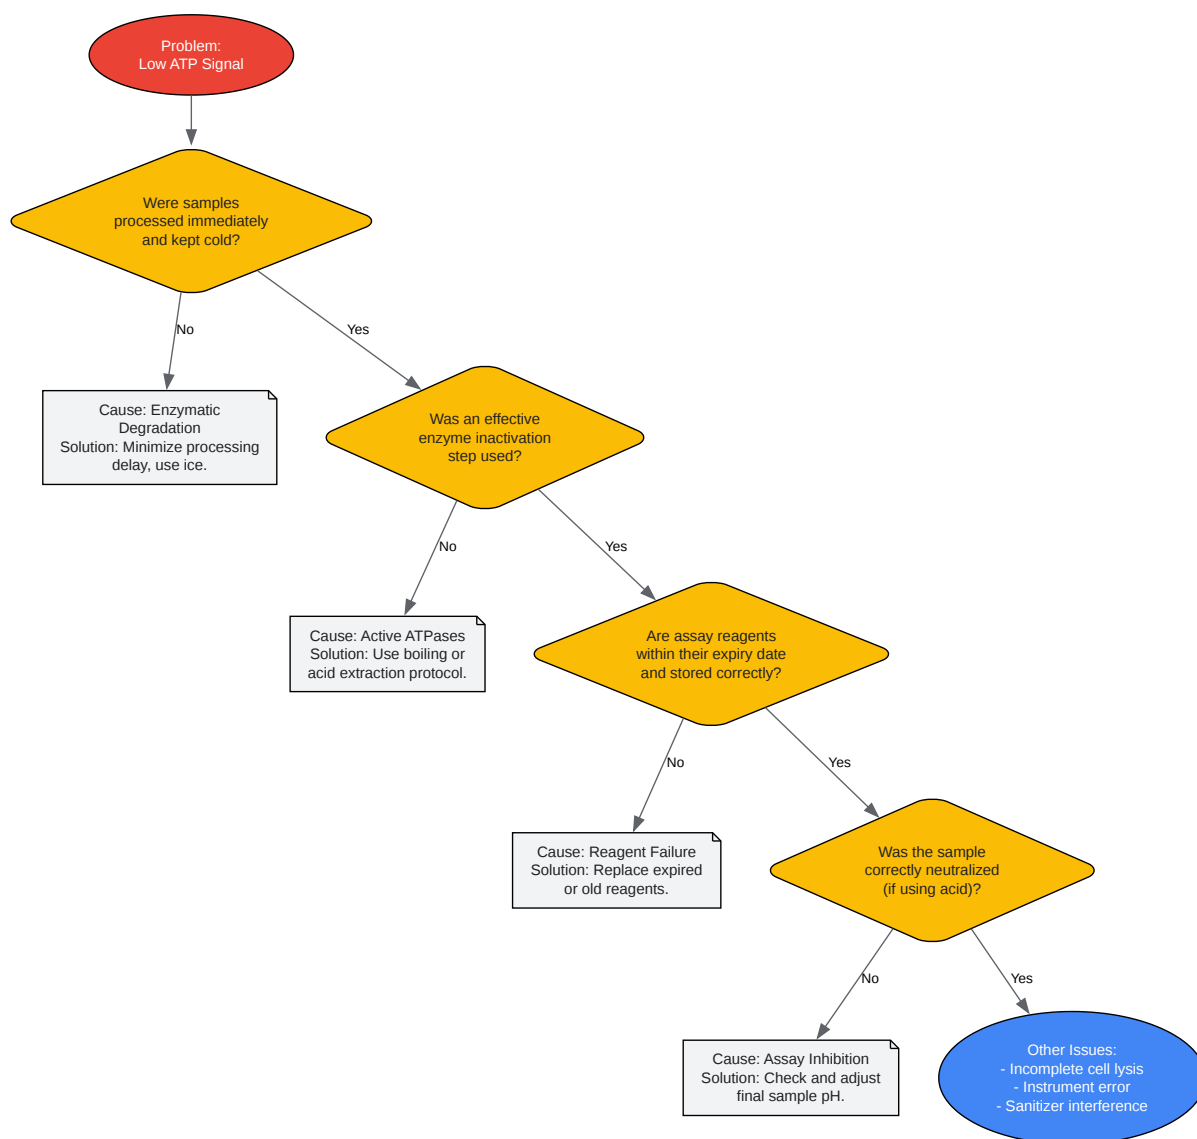 Problem:
Low ATP Signal
Were samples
processed immediately
and kept cold?
No
Yes
Cause: Enzymatic
Degradation
Solution: Minimize processing
delay, use ice.
Was an effective
enzyme inactivation
step used?
No
Yes
Cause: Active ATPases
Solution: Use boiling or
acid extraction protocol.
Are assay reagents
within their expiry date
and stored correctly?
No
Yes
Cause: Reagent Failure
Solution: Replace expired
or old reagents.
Was the sample
correctly neutralized
(if using acid)?
No
Yes
Cause: Assay Inhibition
Solution: Check and adjust
final sample pH.
Other Issues:
- Incomplete cell lysis
- Instrument error
- Sanitizer interference